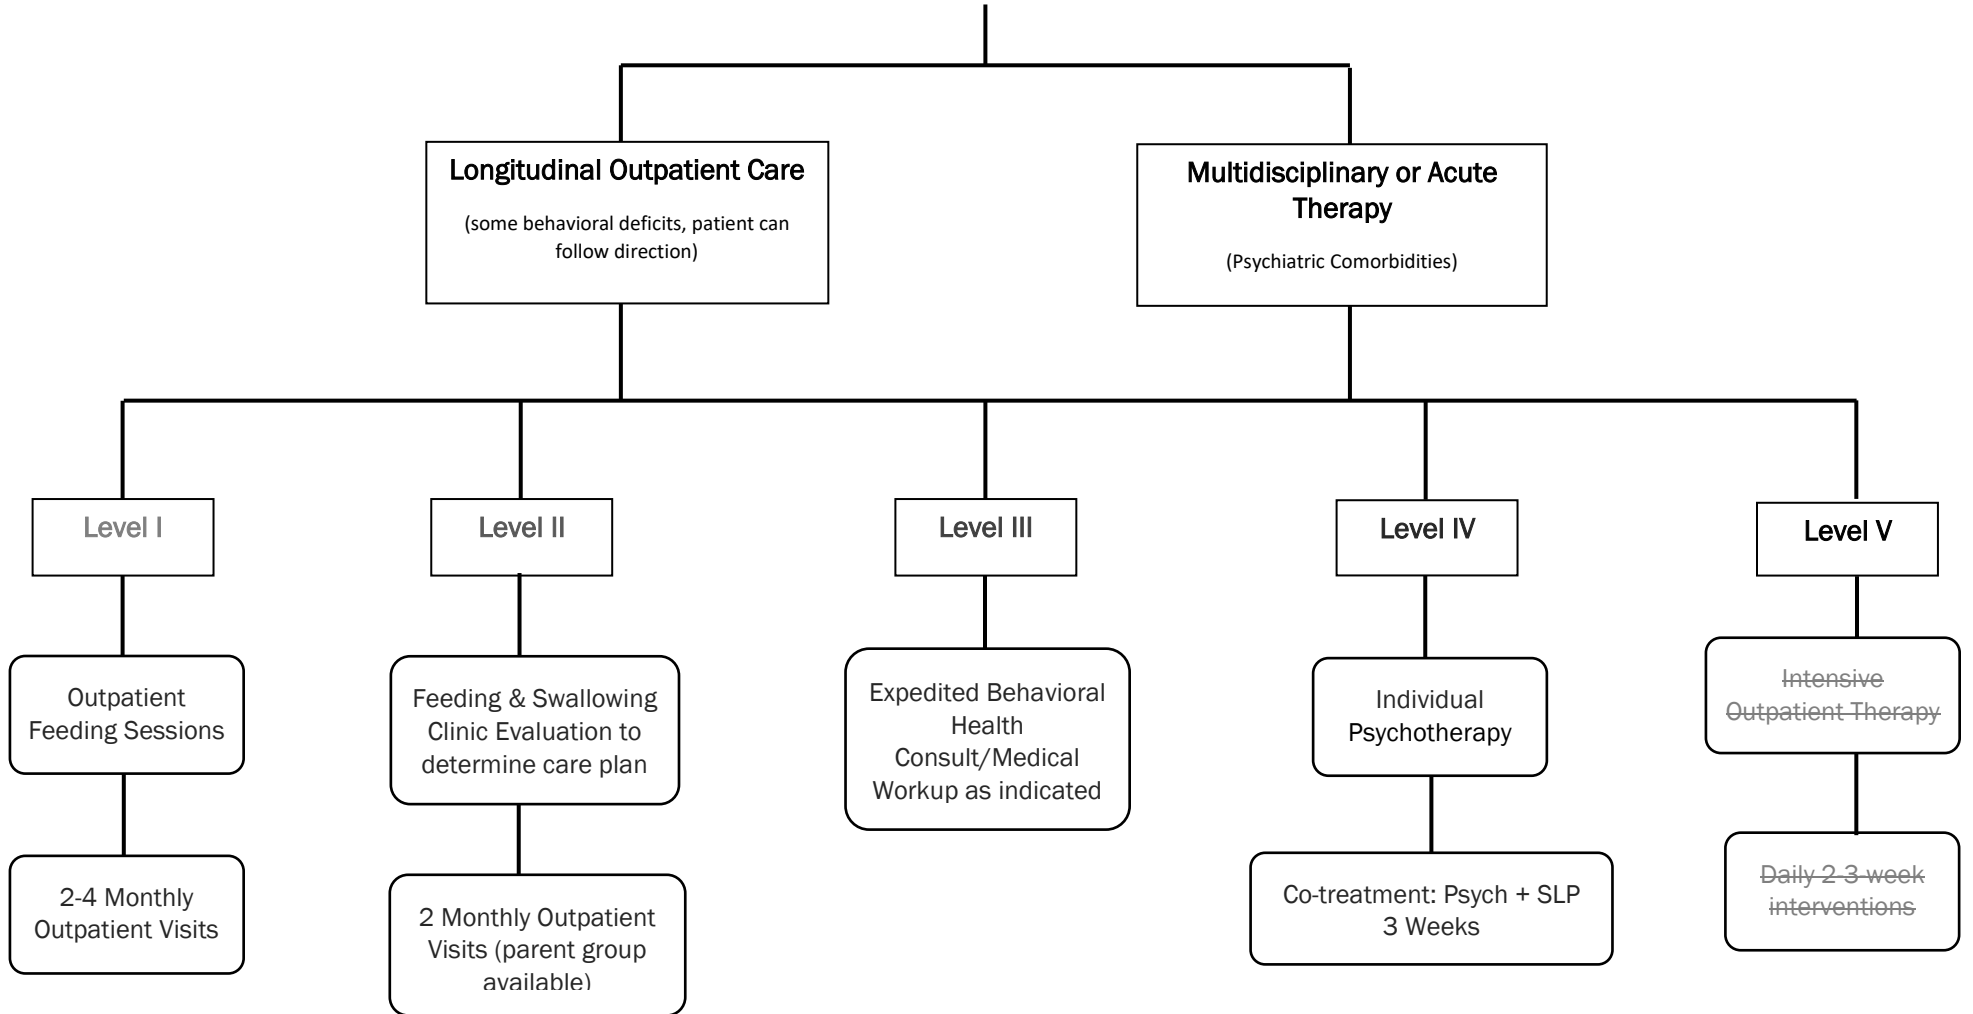 Longitudinal Outpatient Care
(some behavioral deficits, patient can
follow direction)
Multidisciplinary or Acute
Therapy
(Psychiatric Comorbidities)
Level I
Level II
Level III
Level IV
Level V
Outpatient
Feeding Sessions
Feeding & Swallowing
Clinic Evaluation to
determine care plan
Expedited Behavioral
Health
Consult/Medical
Workup as indicated
Individual
Psychotherapy
Intensive
Outpatient Therapy
2-4 Monthly
Outpatient Visits
2 Monthly Outpatient
Visits (parent group
available)
Co-treatment: Psych + SLP
3 Weeks
Daily 2-3-week
interventions